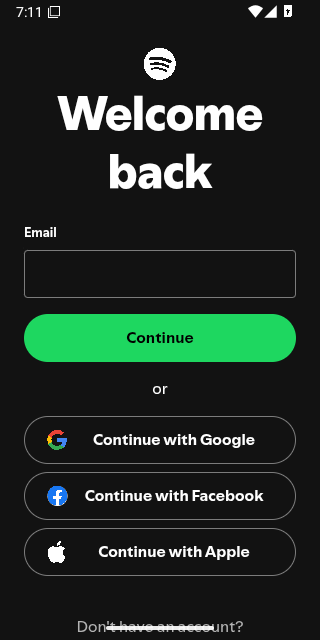 7:11
Welcome
back
Email
Continue
or
Continue with Google
Continue with Facebook
Continue with Apple
Don't have an account?